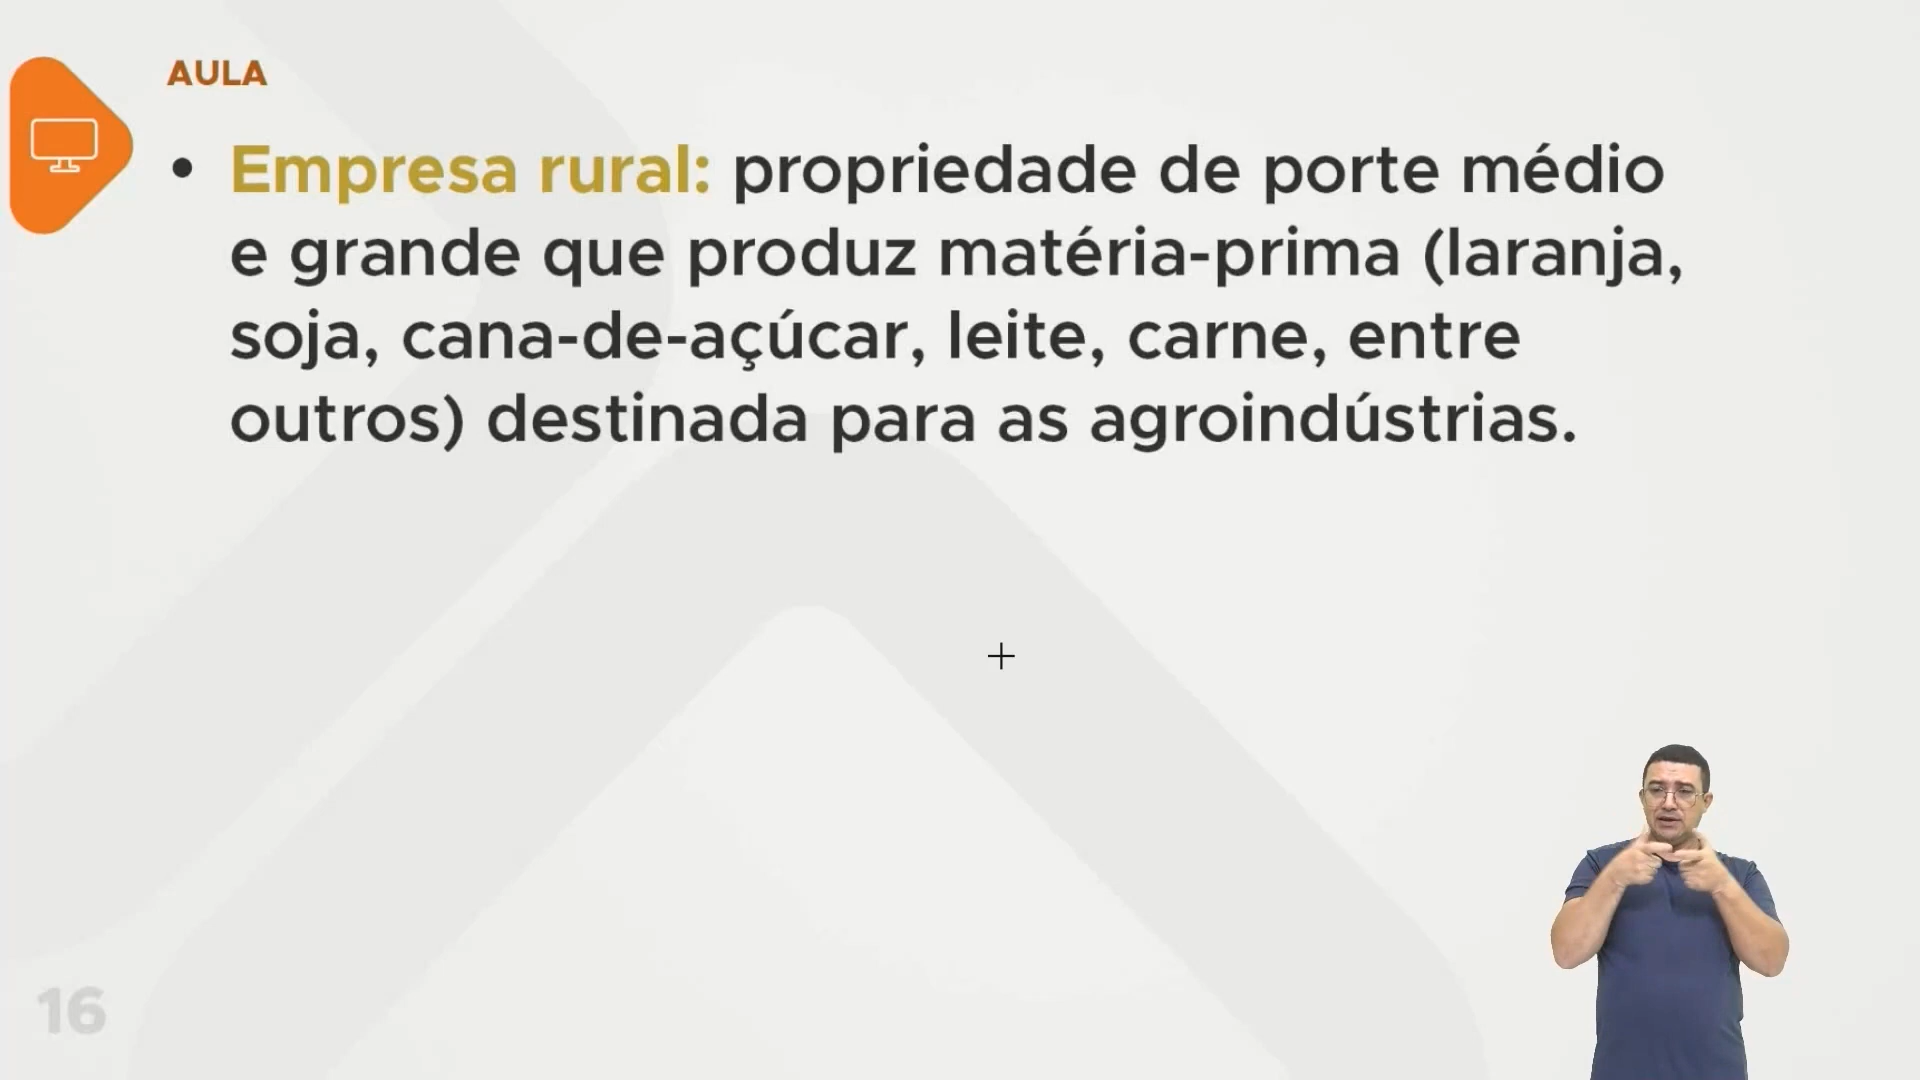 AULA
• Empresa rural: propriedade de porte médio
e grande que produz matéria-prima (laranja,
soja, cana-de-açúcar, leite, carne, entre
outros) destinada para as agroindústrias.
16